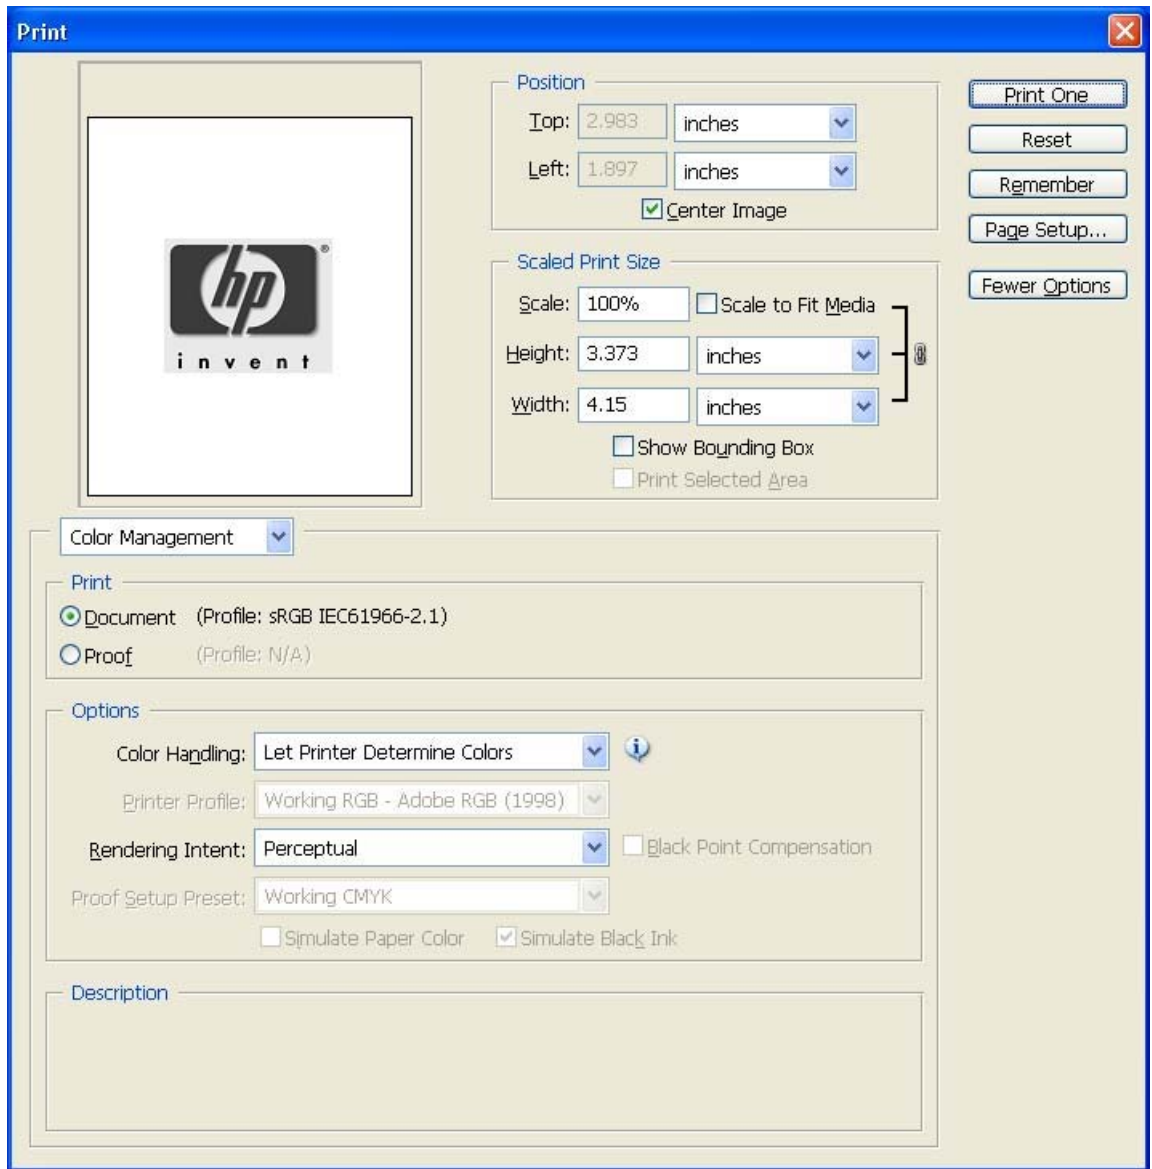 Print
hp
®
invent
Position
Top: 2.983 inches
Left: 1.897 inches
Center Image
Scaled Print Size
Scale: 100% Scale to Fit Media
Height: 3.373 inches
Width: 4.15 inches
Show Bounding Box
Print Selected Area
Print One
Reset
Remember
Page Setup...
Fewer Options
Color Management
Print
Document (Profile: sRGB IEC61966-2.1)
Proof (Profile: N/A)
Options
Color Handling: Let Printer Determine Colors
Printer Profile: Working RGB - Adobe RGB (1998)
Rendering Intent: Perceptual Black Point Compensation
Proof Setup Preset: Working CMYK
Simulate Paper Color Simulate Black Ink
Description